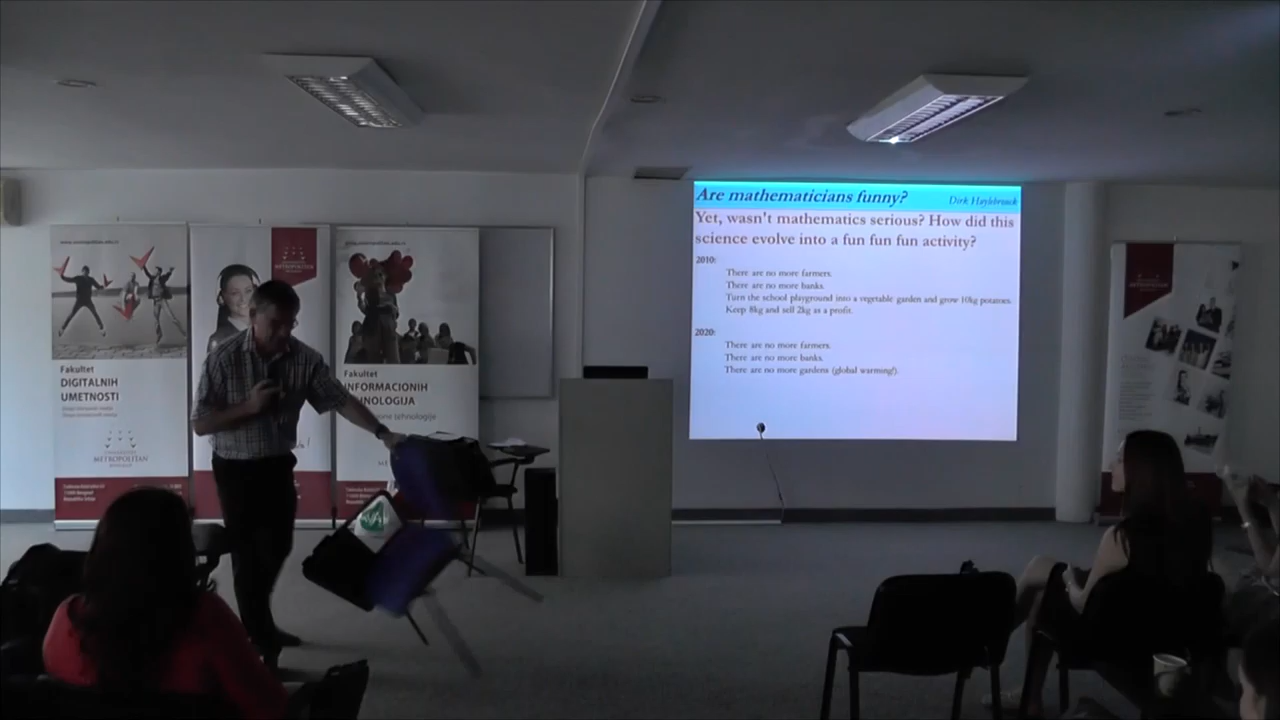 Are mathematicians funny?
Dirk Huylebrouck
Yet, wasn't mathematics serious? How did this
science evolve into a fun fun fun activity?
2010:
There are no more farmers.
There are no more banks.
Turn the school playground into a vegetable garden and grow 10kg potatoes.
Keep 8kg and sell 2kg as a profit.
2020:
There are no more farmers.
There are no more banks.
There are no more gardens (global warming!).
Fakultet
DIGITALNIH
UMETNOSTI
METROPOLITAN
Fakultet
INFORMACIONIH
METROPOLITAN